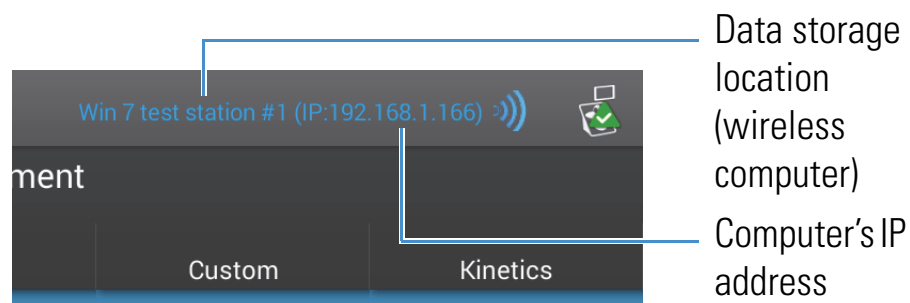 Data storage
location
(wireless
computer)
Win 7 test station #1 (IP:192.168.1.166)
ment
Computer's IP
address
Custom
Kinetics